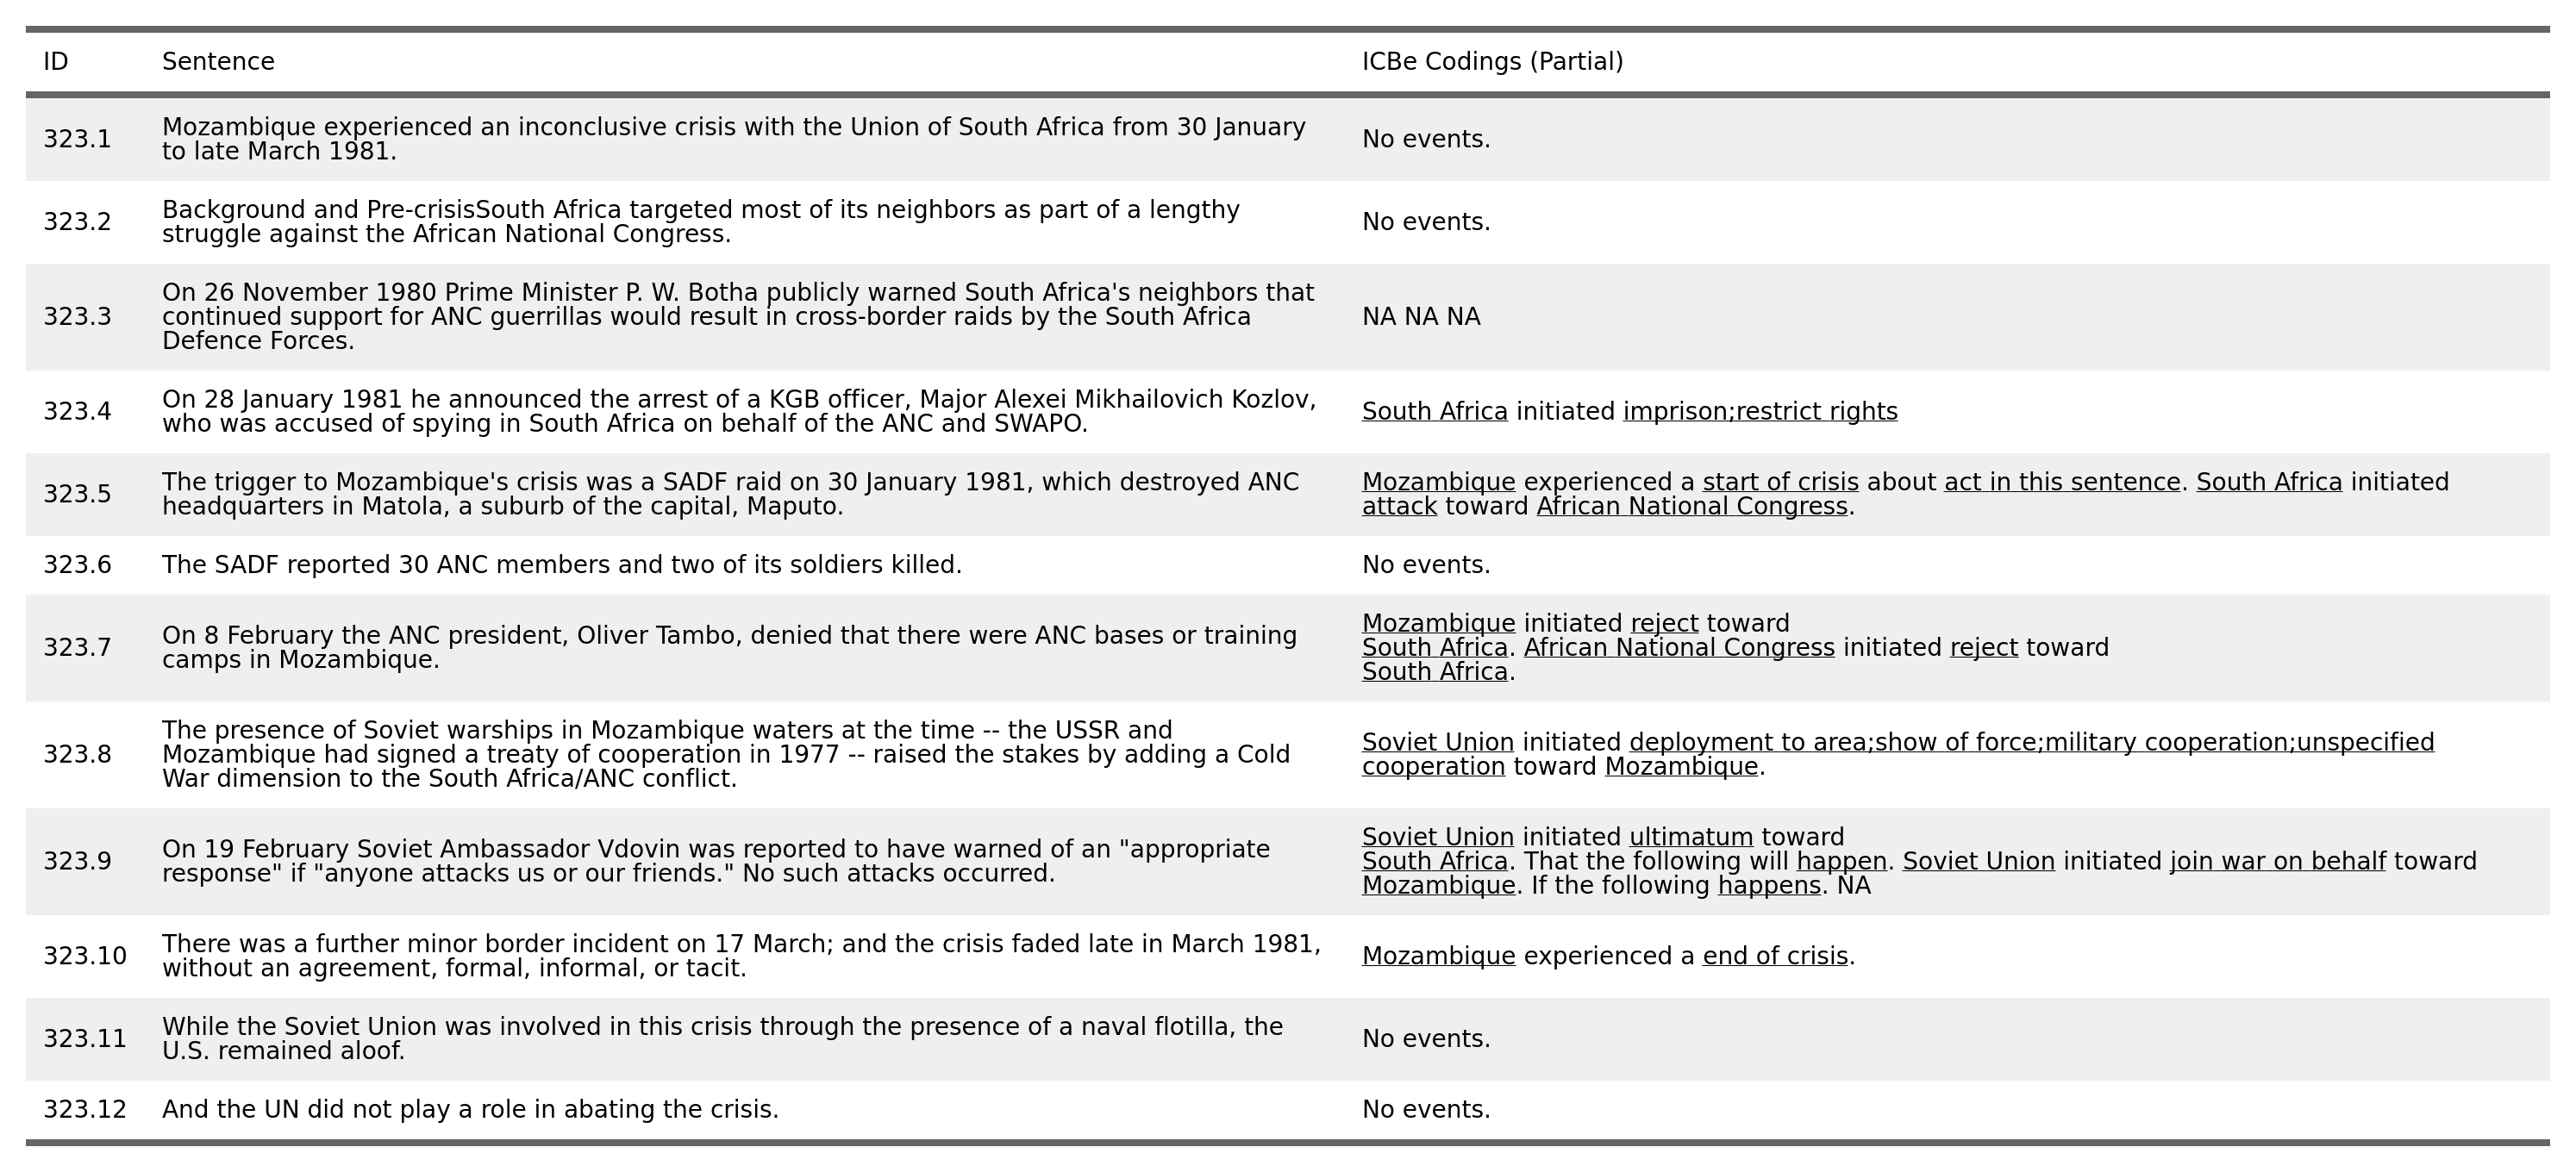 ID Sentence ICBe Codings (Partial)
323.1 Mozambique experienced an inconclusive crisis with the Union of South Africa from 30 January
to late March 1981.
No events.
323.2 Background and Pre-crisisSouth Africa targeted most of its neighbors as part of a lengthy
struggle against the African National Congress.
No events.
323.3 On 26 November 1980 Prime Minister P. W. Botha publicly warned South Africa's neighbors that
continued support for ANC guerrillas would result in cross-border raids by the South Africa
Defence Forces.
NA NA NA
323.4 On 28 January 1981 he announced the arrest of a KGB officer, Major Alexei Mikhailovich Kozlov,
who was accused of spying in South Africa on behalf of the ANC and SWAPO.
South Africa initiated imprison;restrict rights
323.5 The trigger to Mozambique's crisis was a SADF raid on 30 January 1981, which destroyed ANC
headquarters in Matola, a suburb of the capital, Maputo.
Mozambique experienced a start of crisis about act in this sentence. South Africa initiated
attack toward African National Congress.
323.6 The SADF reported 30 ANC members and two of its soldiers killed.
No events.
323.7 On 8 February the ANC president, Oliver Tambo, denied that there were ANC bases or training
camps in Mozambique.
Mozambique initiated reject toward
South Africa. African National Congress initiated reject toward
South Africa.
323.8 The presence of Soviet warships in Mozambique waters at the time -- the USSR and
Mozambique had signed a treaty of cooperation in 1977 -- raised the stakes by adding a Cold
War dimension to the South Africa/ANC conflict.
Soviet Union initiated deployment to area;show of force;military cooperation;unspecified
cooperation toward Mozambique.
323.9 On 19 February Soviet Ambassador Vdovin was reported to have warned of an "appropriate
response" if "anyone attacks us or our friends." No such attacks occurred.
Soviet Union initiated ultimatum toward
South Africa. That the following will happen. Soviet Union initiated join war on behalf toward
Mozambique. If the following happens. NA
323.10 There was a further minor border incident on 17 March; and the crisis faded late in March 1981,
without an agreement, formal, informal, or tacit.
Mozambique experienced a end of crisis.
323.11 While the Soviet Union was involved in this crisis through the presence of a naval flotilla, the
U.S. remained aloof.
No events.
323.12 And the UN did not play a role in abating the crisis.
No events.